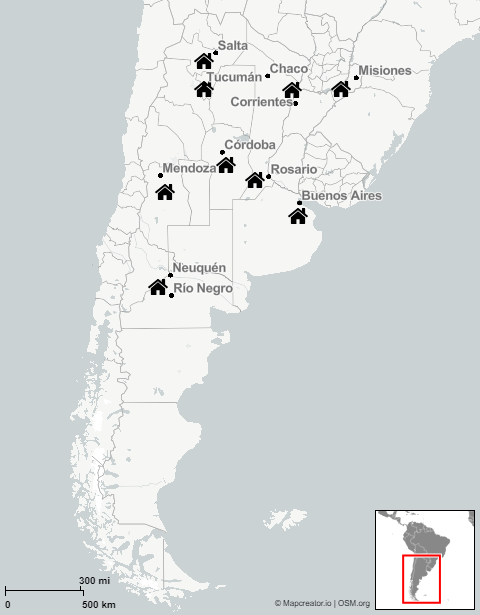 Salta
Chaco
Misiones
Tucumán
Corrientes
Córdoba
Mendoza
Rosario
Buenos Aires
Neuquén
Río Negro
300 mi
0
500 km
© Mapcreator.io | OSM.org